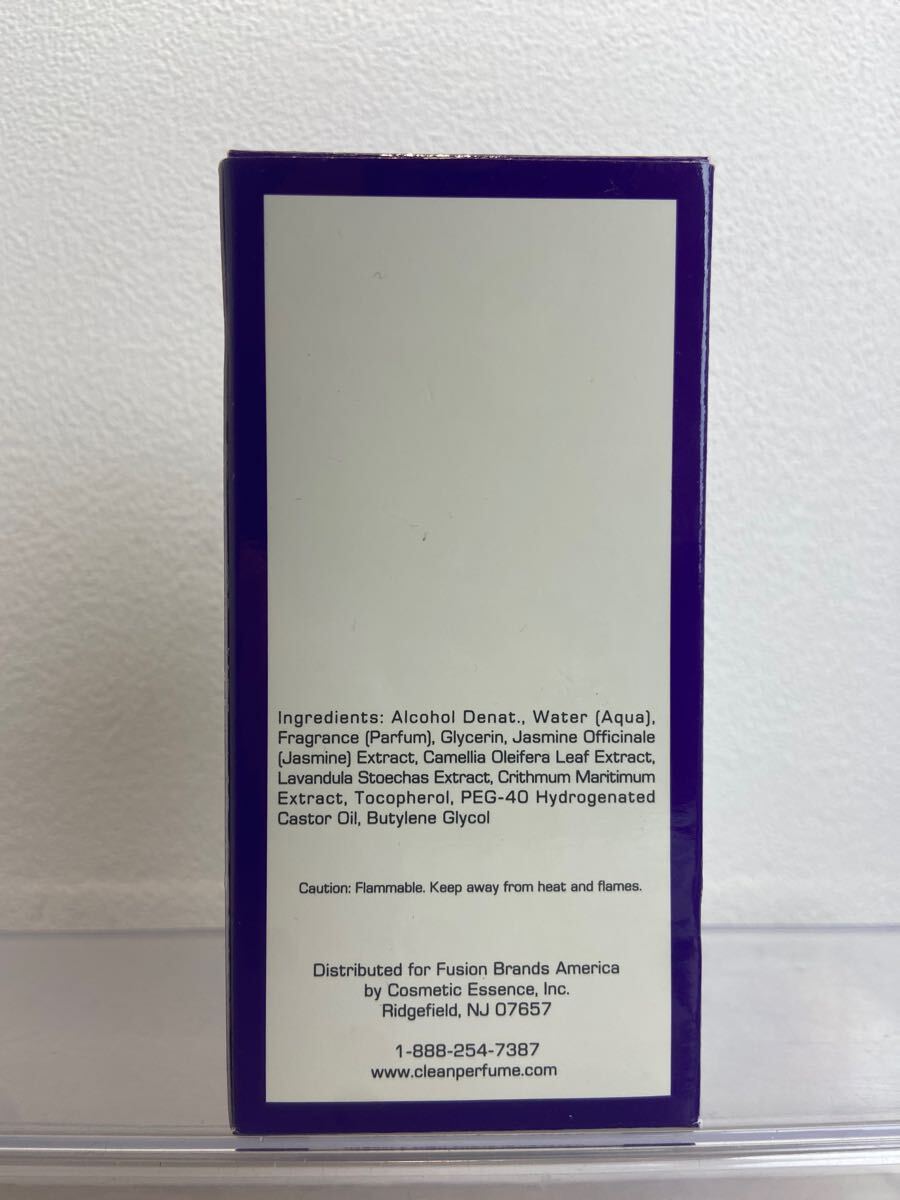 Ingredients: Alcohol Denat., Water (Aqua),
Fragrance (Parfum), Glycerin, Jasmine Officinale
(Jasmine) Extract, Camellia Oleifera Leaf Extract,
Lavandula Stoechas Extract, Crithmum Maritimum
Extract, Tocopherol, PEG-40 Hydrogenated
Castor Oil, Butylene Glycol
Caution: Flammable. Keep away from heat and flames.
Distributed for Fusion Brands America
by Cosmetic Essence, Inc.
Ridgefield, NJ 07657
1-888-254-7387
www.cleanperfume.com